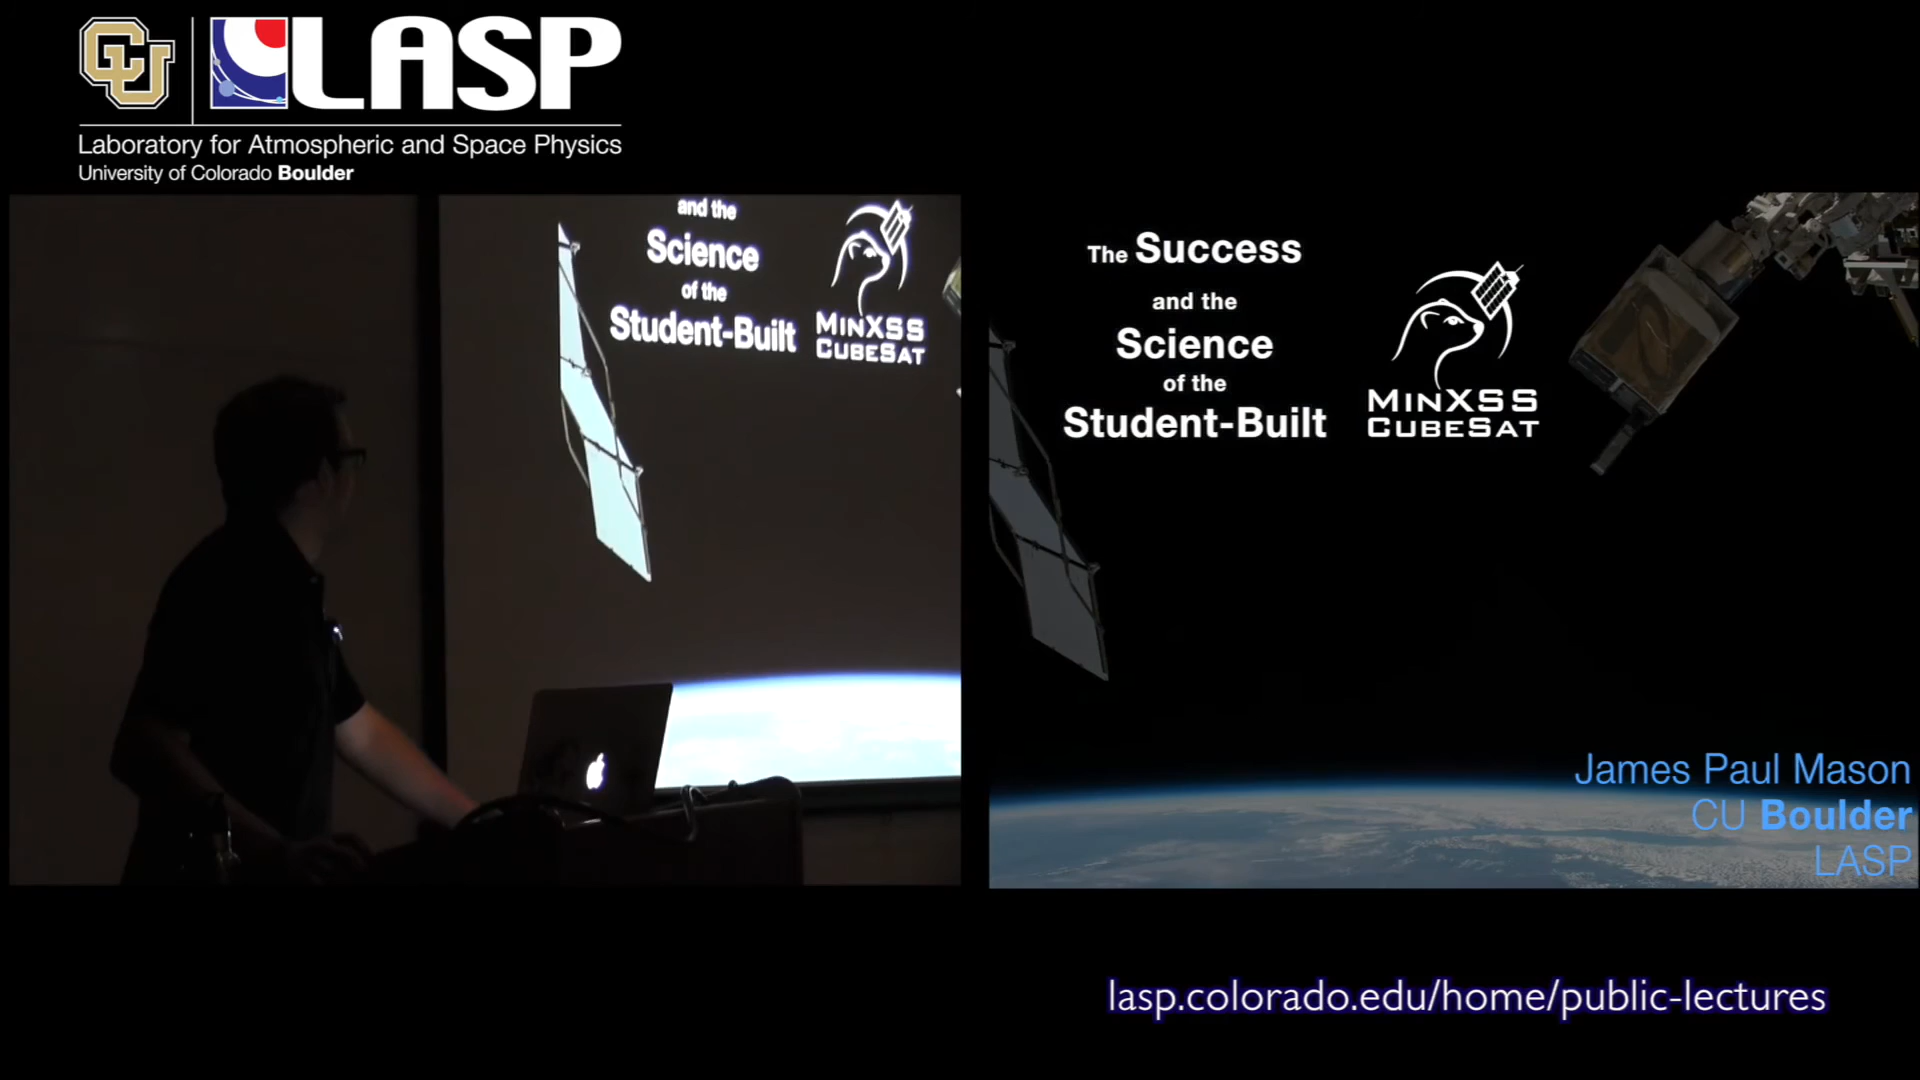 CU
LASP
Laboratory for Atmospheric and Space Physics
University of Colorado Boulder
and the
Science
of the
Student-Built
MINXSS
CUBESAT
The Success
and the
Science
of the
Student-Built
MINXSS
CUBESAT
James Paul Mason
CU Boulder
LASP
lasp.colorado.edu/home/public-lectures